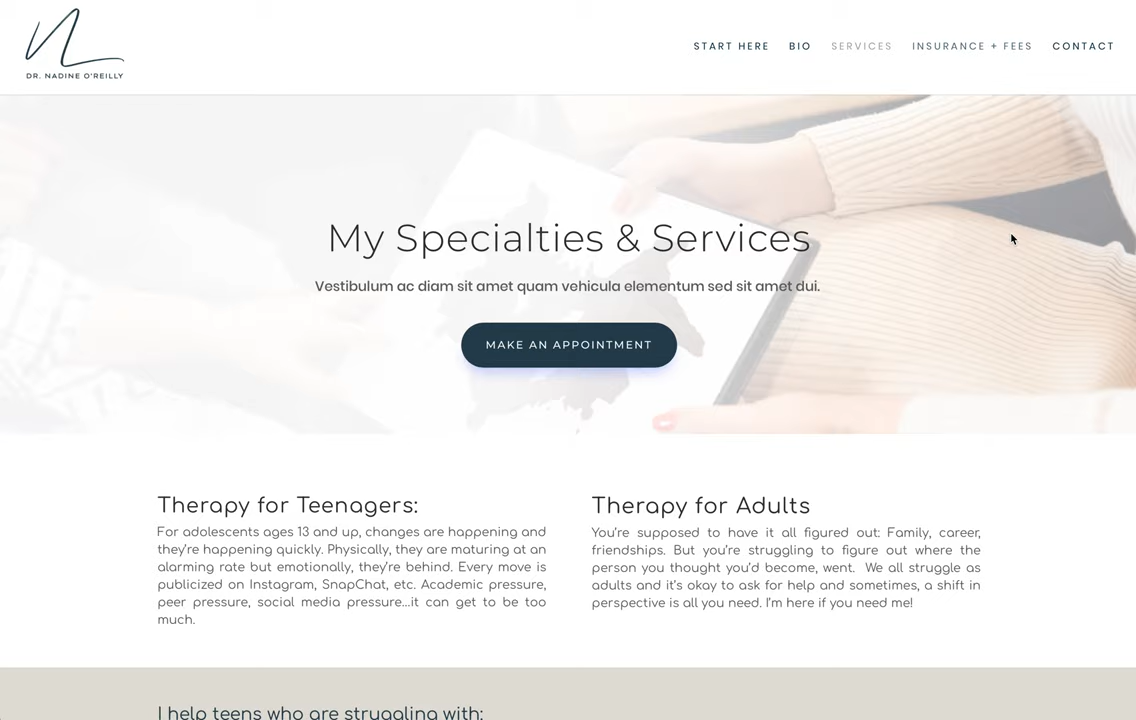 DR. NADINE O'REILLY
START HERE
BIO
SERVICES
INSURANCE + FEES
CONTACT
My Specialties & Services
Vestibulum ac diam sit amet quam vehicula elementum sed sit amet dui.
MAKE AN APPOINTMENT
Therapy for Teenagers:
For adolescents ages 13 and up, changes are happening and
they're happening quickly. Physically, they are maturing at an
alarming rate but emotionally, they're behind. Every move is
publicized on Instagram, SnapChat, etc. Academic pressure,
peer pressure, social media pressure…it can get to be too
much.
Therapy for Adults
You're supposed to have it all figured out: Family, career,
friendships. But you're struggling to figure out where the
person you thought you'd become, went. We all struggle as
adults and it's okay to ask for help and sometimes, a shift in
perspective is all you need. I'm here if you need me!
I help teens who are struggling with: